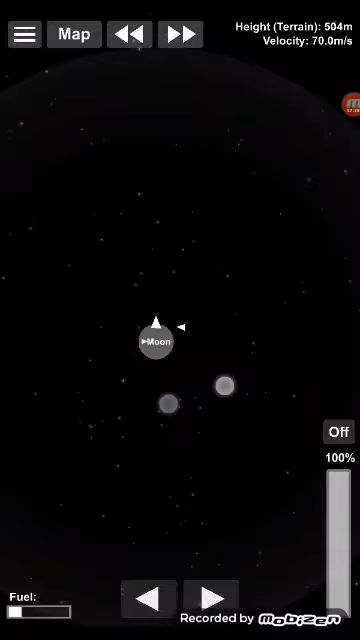 Map
Height (Terrain): 504m
Velocity: 70.0m/s
Moon
Off
100%
Fuel:
Recorded by Mobizen